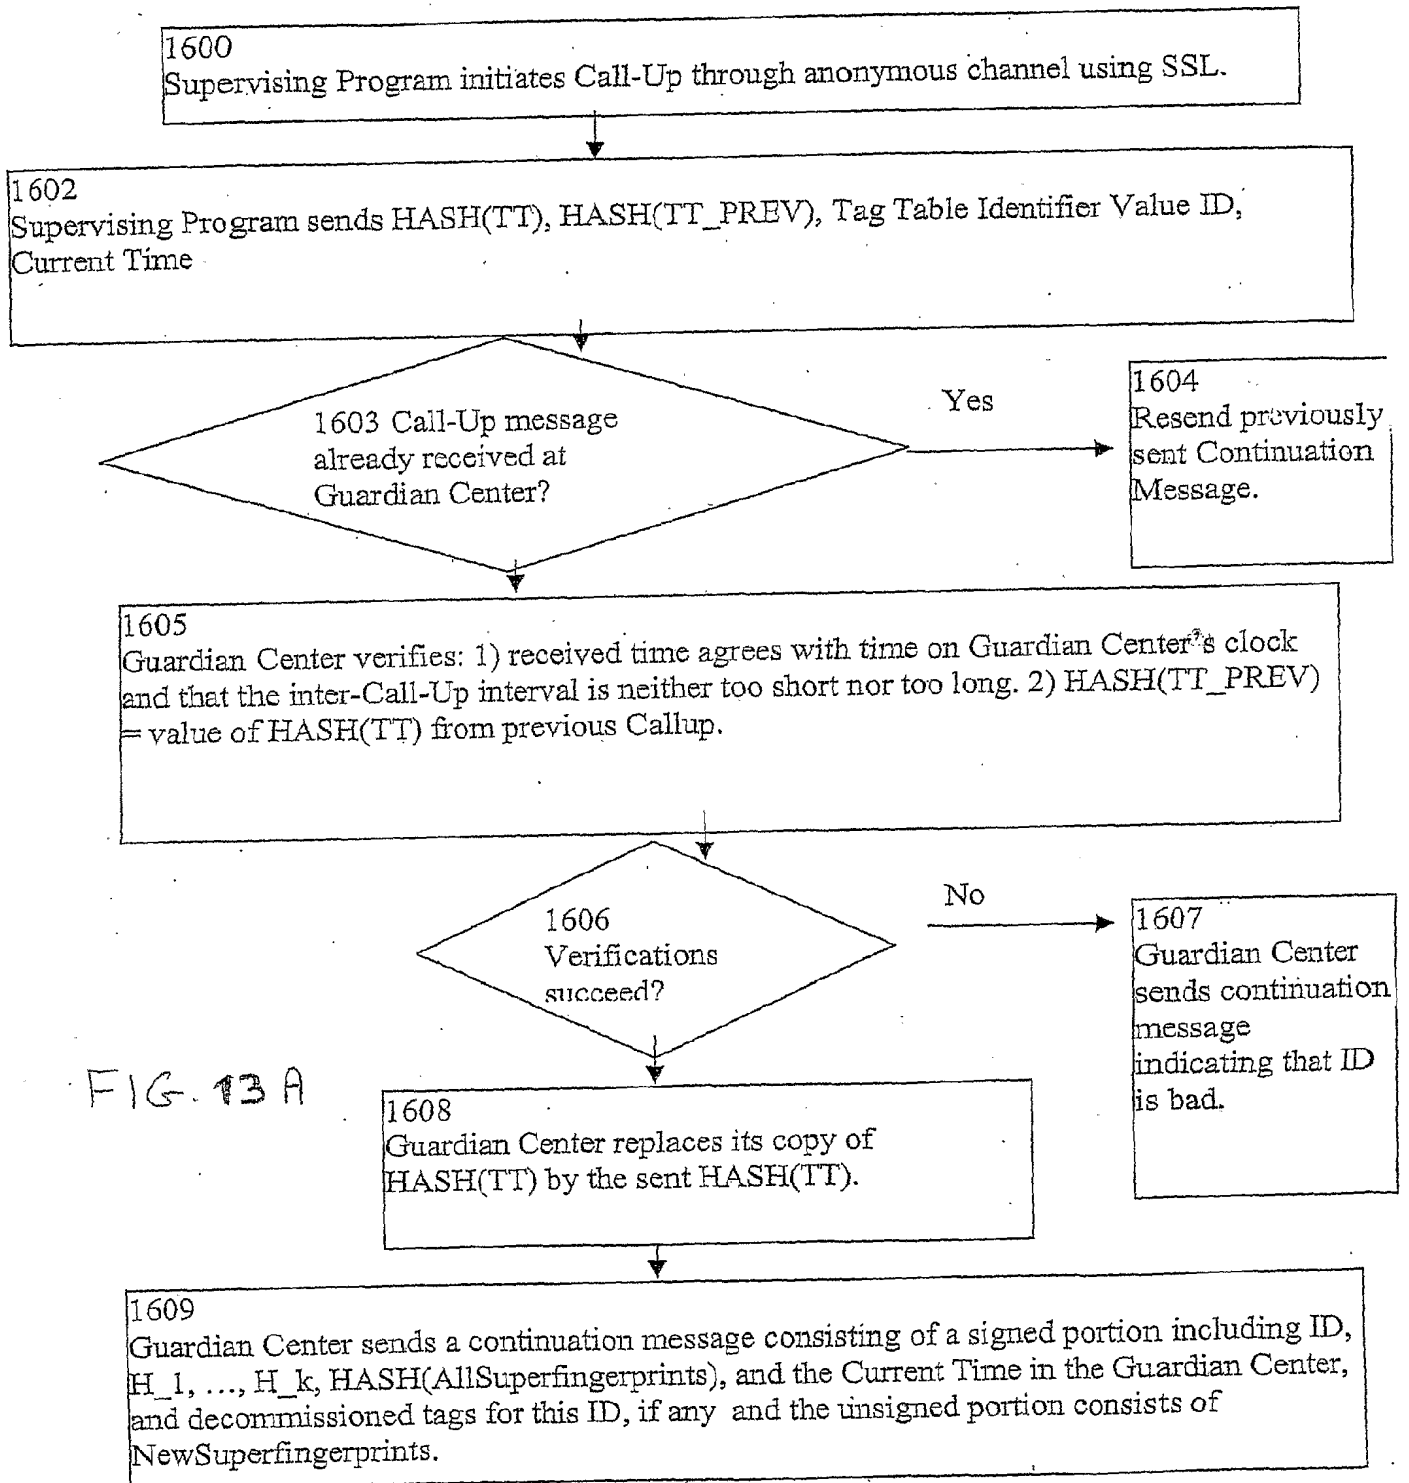 1600
Supervising Program initiates Call-Up through anonymous channel using SSL.
1602
Supervising Program sends HASH(TT), HASH(TT_PREV), Tag Table Identifier Value ID,
Current Time
1603 Call-Up message
already received at
Guardian Center?
Yes
1604
Resend previously
sent Continuation
Message.
1605
Guardian Center verifies: 1) received time agrees with time on Guardian Center's clock
and that the inter-Call-Up interval is neither too short nor too long. 2) HASH(TT_PREV)
= value of HASH(TT) from previous Callup.
1606
Verifications
succeed?
No
1607
Guardian Center
sends continuation
message
indicating that ID
is bad.
FIG. 13 A
1608
Guardian Center replaces its copy of
HASH(TT) by the sent HASH(TT).
1609
Guardian Center sends a continuation message consisting of a signed portion including ID,
H_1, ..., H_k, HASH(AllSuperfingerprints), and the Current Time in the Guardian Center,
and decommissioned tags for this ID, if any and the unsigned portion consists of
NewSuperfingerprints.